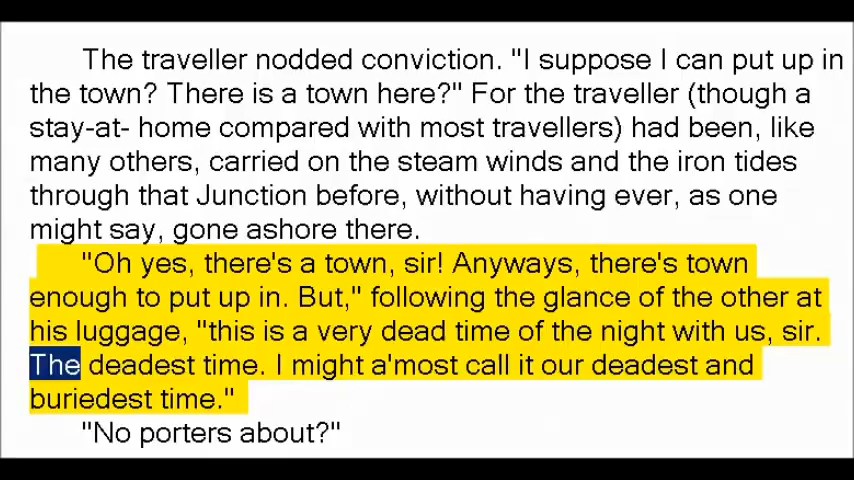 The traveller nodded conviction. "I suppose I can put up in
the town? There is a town here?" For the traveller (though a
stay-at- home compared with most travellers) had been, like
many others, carried on the steam winds and the iron tides
through that Junction before, without having ever, as one
might say, gone ashore there.
"Oh yes, there's a town, sir! Anyways, there's town
enough to put up in. But," following the glance of the other at
his luggage, "this is a very dead time of the night with us, sir.
The deadest time. I might a'most call it our deadest and
buriedest time."
"No porters about?"